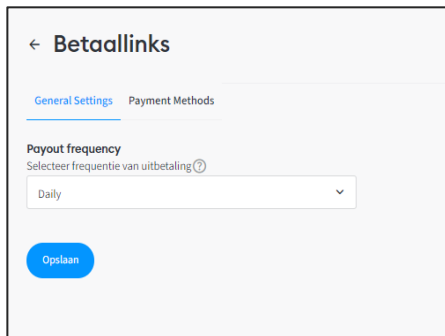 ← Betaallinks
General Settings Payment Methods
Payout frequency
Selecteer frequentie van uitbetaling ?
Daily
Opslaan